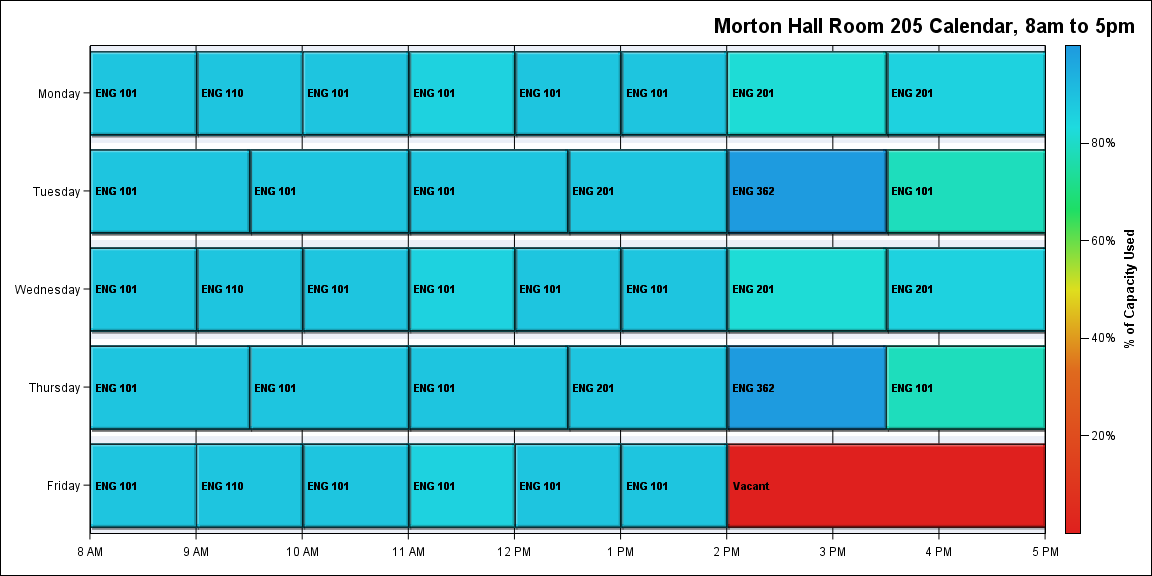 Morton Hall Room 205 Calendar, 8am to 5pm
Monday
ENG 101
ENG 110
ENG 101
ENG 101
ENG 101
ENG 101
ENG 201
ENG 201
Tuesday
ENG 101
ENG 101
ENG 101
ENG 201
ENG 362
ENG 101
Wednesday
ENG 101
ENG 110
ENG 101
ENG 101
ENG 101
ENG 101
ENG 201
ENG 201
Thursday
ENG 101
ENG 101
ENG 101
ENG 201
ENG 362
ENG 101
Friday
ENG 101
ENG 110
ENG 101
ENG 101
ENG 101
ENG 101
Vacant
8 AM
9 AM
10 AM
11 AM
12 PM
1 PM
2 PM
3 PM
4 PM
5 PM
80%
60%
40%
20%
% of Capacity Used